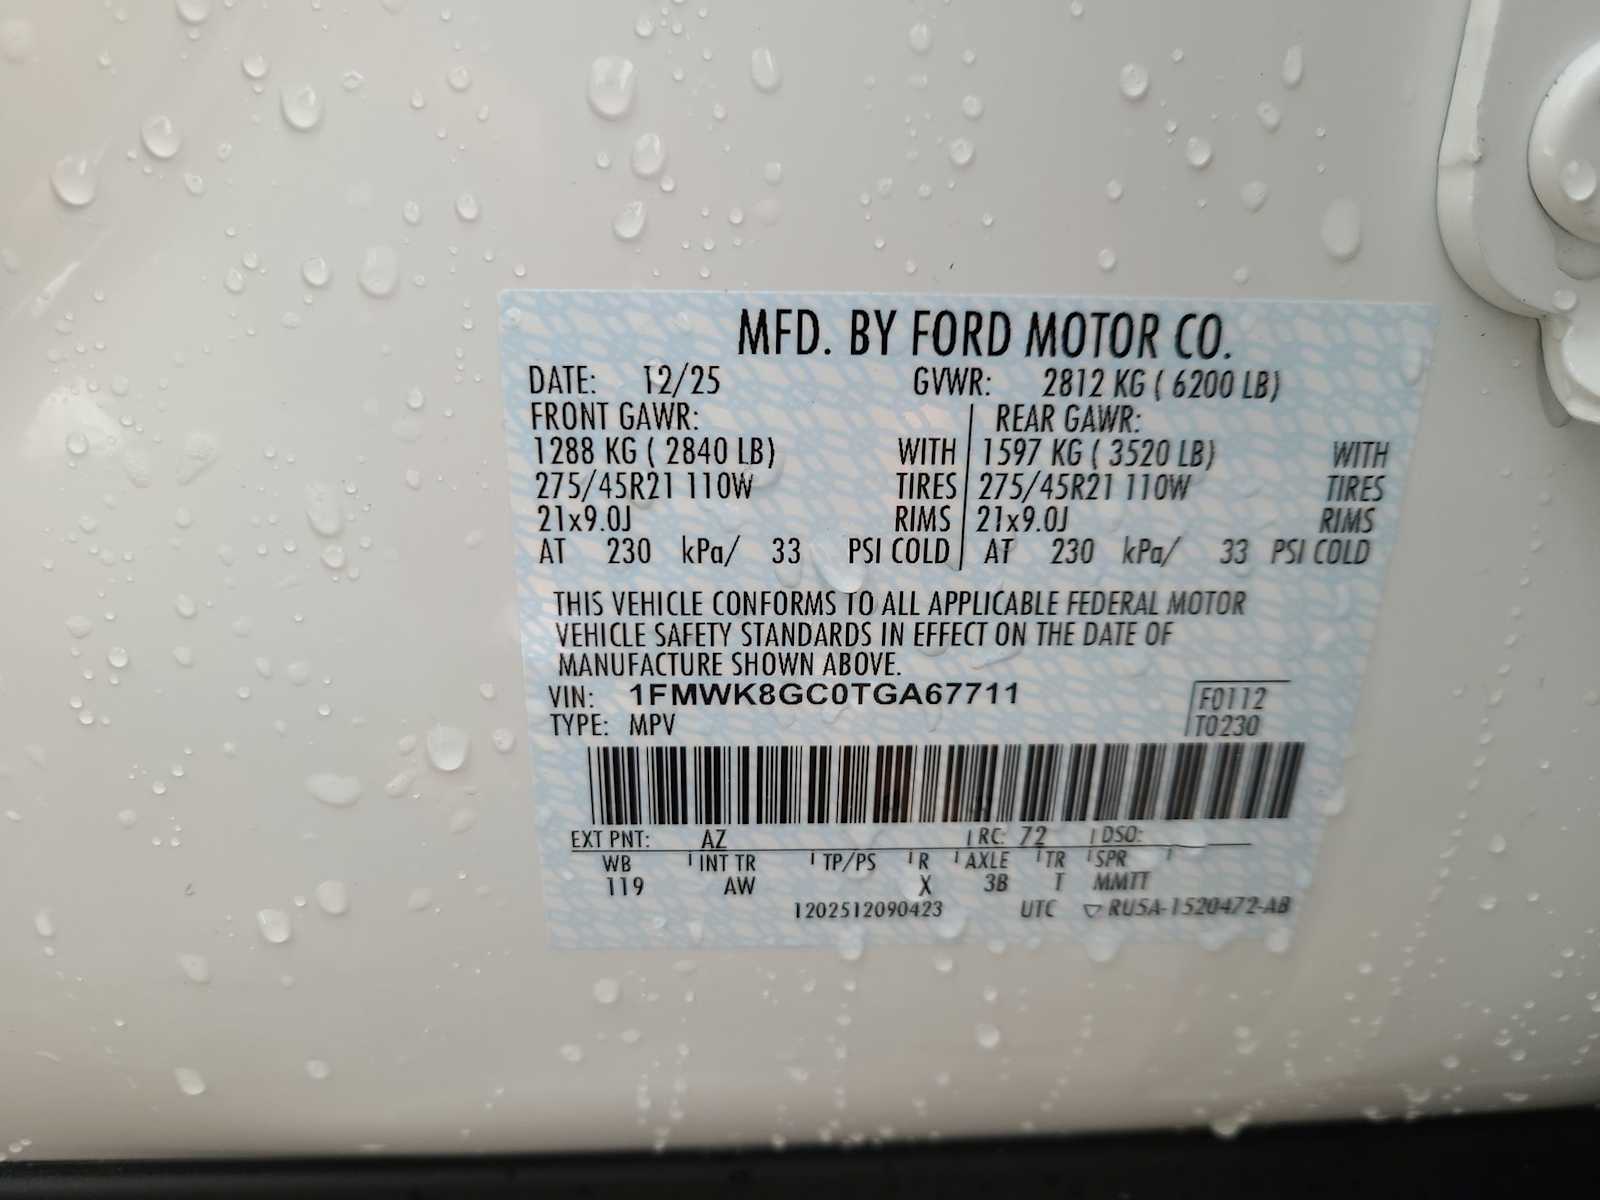 MFD. BY FORD MOTOR CO.
DATE: 12/25 GVWR: 2812 KG ( 6200 LB)
FRONT GAWR: REAR GAWR:
1288 KG ( 2840 LB) WITH 1597 KG ( 3520 LB) WITH
275/45R21 110W TIRES 275/45R21 110W TIRES
21x9.0J RIMS 21x9.0J RIMS
AT 230 kPa/ 33 PSI COLD AT 230 kPa/ 33 PSI COLD
THIS VEHICLE CONFORMS TO ALL APPLICABLE FEDERAL MOTOR
VEHICLE SAFETY STANDARDS IN EFFECT ON THE DATE OF
MANUFACTURE SHOWN ABOVE.
VIN: 1FMWK8GC0TGA67711 F0112
TYPE: MPV T0230
EXT PNT: AZ RC: 72 DSO:
WB INT TR TP/PS R AXLE TR SPR
119 AW X 3B T MMTT
1202512090423 UTC ▽ RU5A-1520472-AB